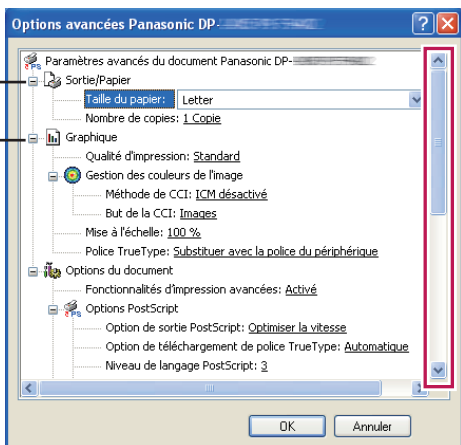 Options avancées Panasonic DP-
Paramètres avancés du document Panasonic DP-
Sortie/Papier
Taille du papier: Letter
Nombre de copies: 1 Copie
Graphique
Qualité d'impression: Standard
Gestion des couleurs de l'image
Méthode de CCI: ICM désactivé
But de la CCI: Images
Mise à l'échelle: 100 %
Police TrueType: Substituer avec la police du périphérique
Options du document
Fonctionnalités d'impression avancées: Activé
Options PostScript
Option de sortie PostScript: Optimiser la vitesse
Option de téléchargement de police TrueType: Automatique
Niveau de langage PostScript: 3
OK Annuler